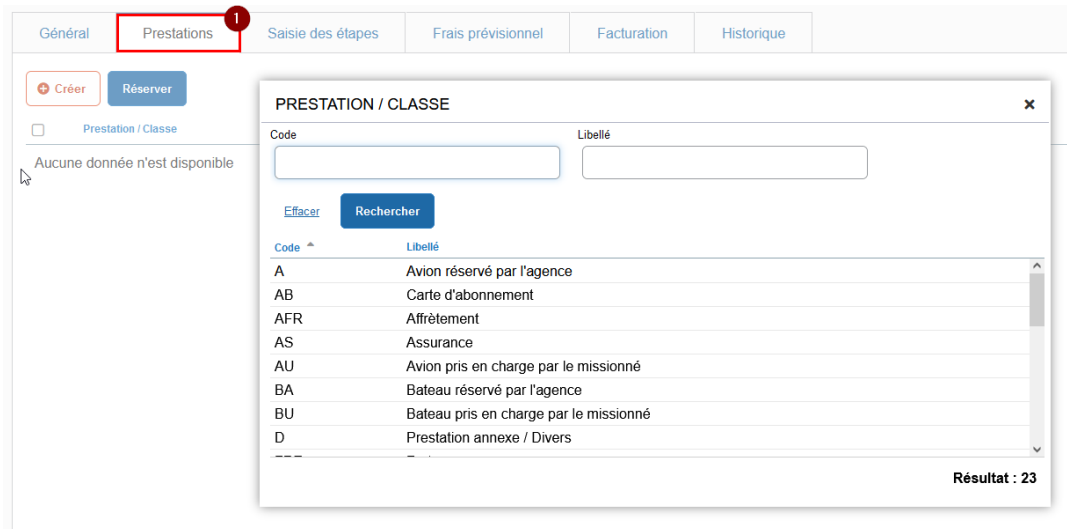 1
Général Prestations Saisie des étapes Frais prévisionnel Facturation Historique
Créer Réserver
Prestation / Classe
Aucune donnée n'est disponible
PRESTATION / CLASSE
Code Libellé
Effacer Rechercher
Code Libellé
A Avion réservé par l'agence
AB Carte d'abonnement
AFR Affrètement
AS Assurance
AU Avion pris en charge par le missionné
BA Bateau réservé par l'agence
BU Bateau pris en charge par le missionné
D Prestation annexe / Divers
Résultat : 23